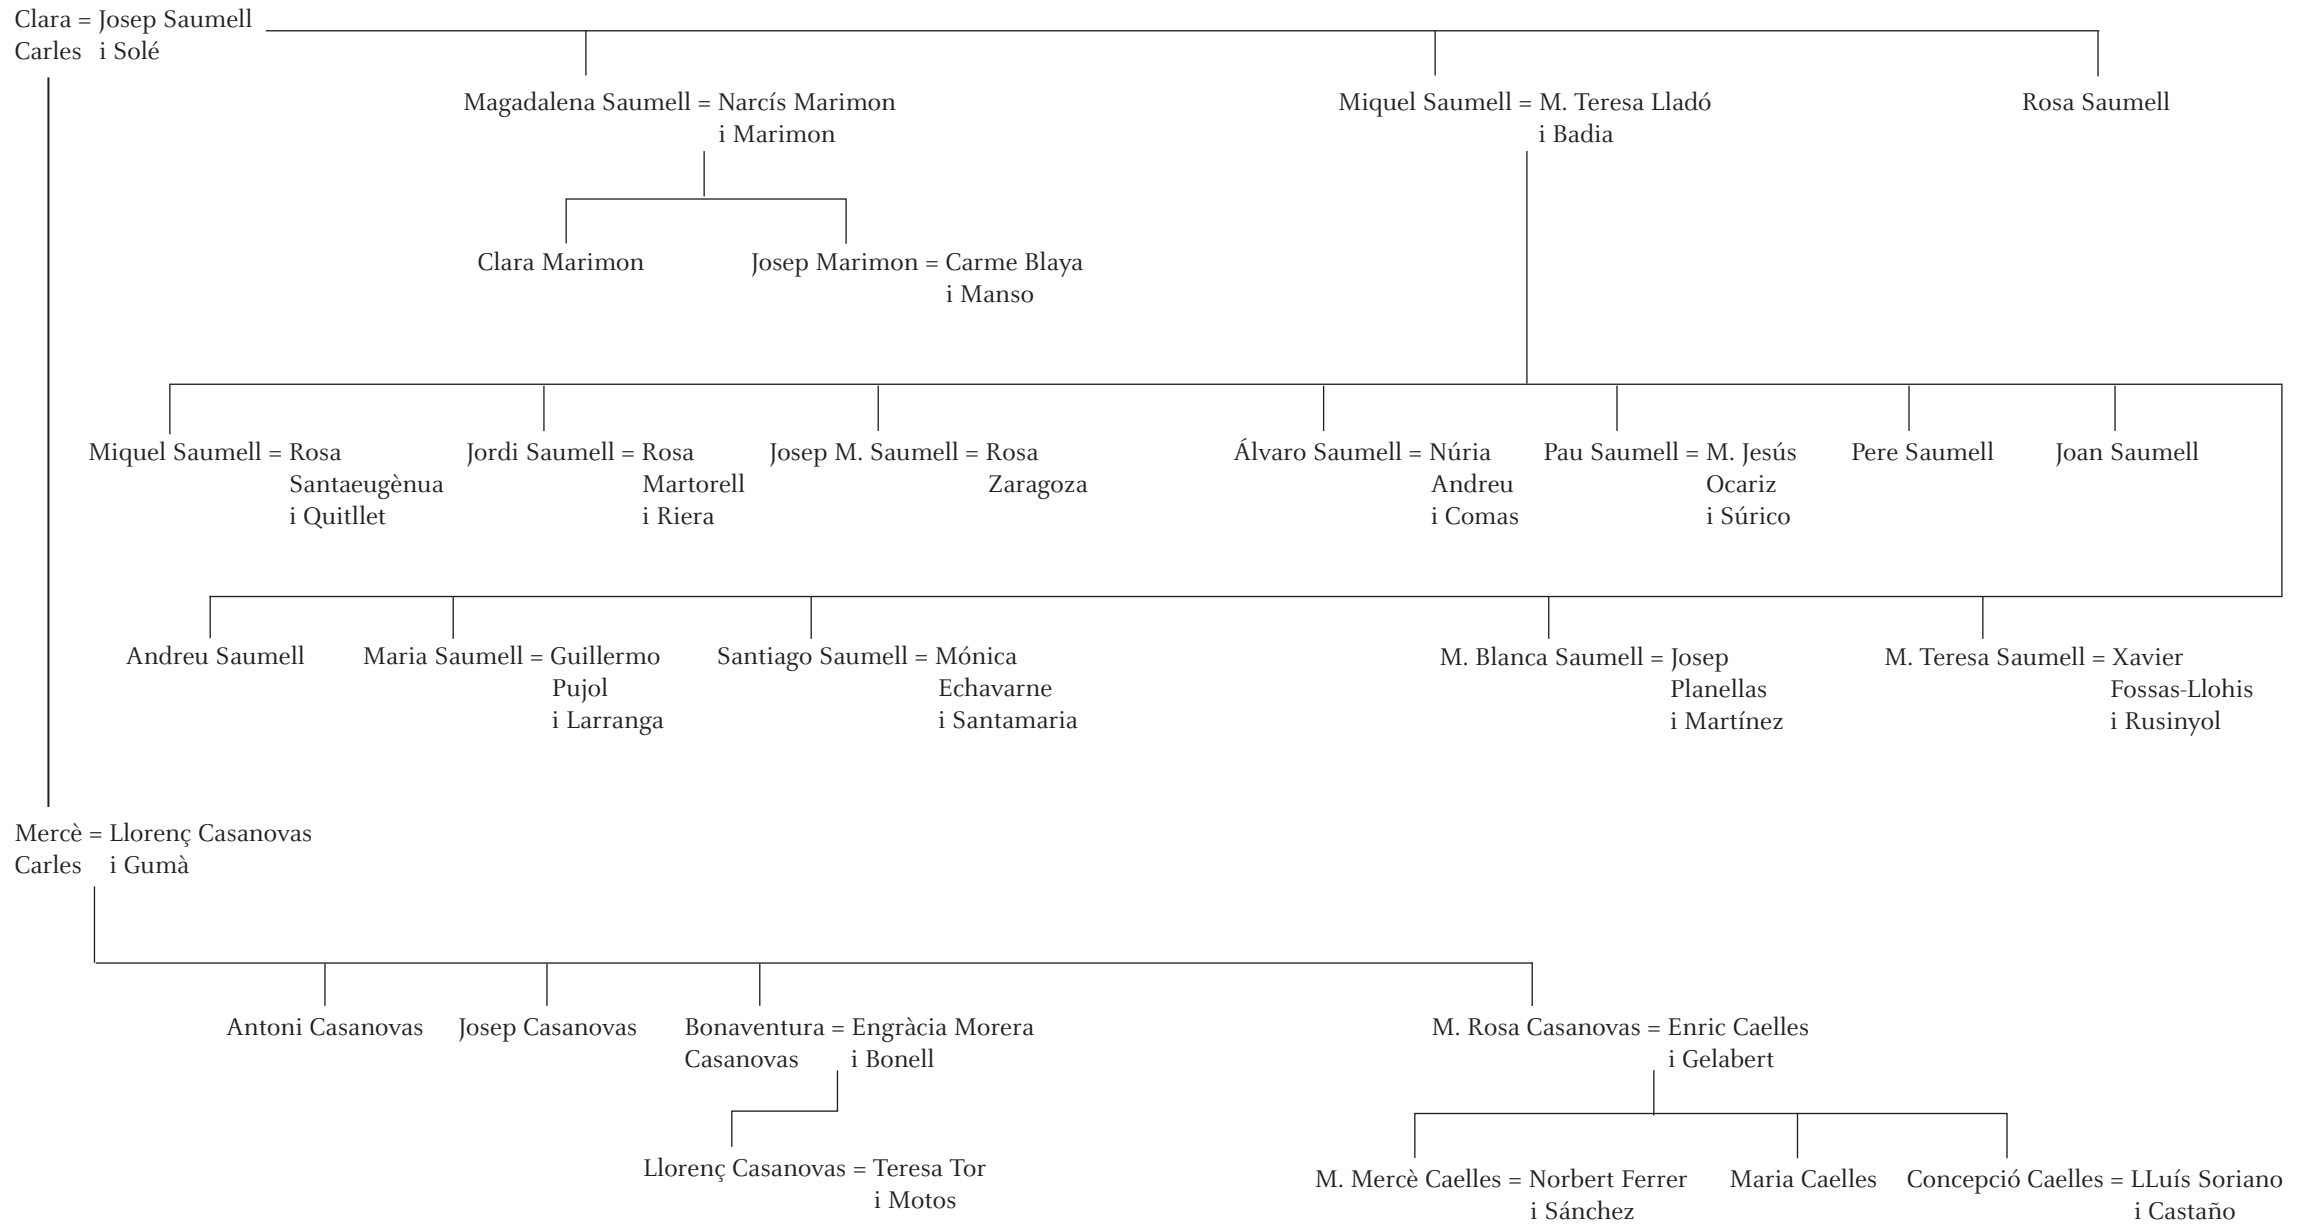 Clara = Josep Saumell
Carles i Solé
Magadalena Saumell = Narcís Marimon
i Marimon
Miquel Saumell = M. Teresa Lladó
i Badia
Rosa Saumell
Clara Marimon
Josep Marimon = Carme Blaya
i Manso
Miquel Saumell = Rosa
Santaeugènua
i Quitllet
Jordi Saumell = Rosa
Martorell
i Riera
Josep M. Saumell = Rosa
Zaragoza
Álvaro Saumell = Núria
Andreu
i Comas
Pau Saumell = M. Jesús
Ocariz
i Súrico
Pere Saumell
Joan Saumell
Andreu Saumell
Maria Saumell = Guillermo
Pujol
i Larranga
Santiago Saumell = Mónica
Echavarne
i Santamaria
M. Blanca Saumell = Josep
Planellas
i Martínez
M. Teresa Saumell = Xavier
Fossas-Llohis
i Rusinyol
Mercè = Llorenç Casanovas
Carles i Gumà
Antoni Casanovas
Josep Casanovas
Bonaventura = Engràcia Morera
Casanovas i Bonell
M. Rosa Casanovas = Enric Caelles
i Gelabert
Llorenç Casanovas = Teresa Tor
i Motos
M. Mercè Caelles = Norbert Ferrer
i Sánchez
Maria Caelles
Concepció Caelles = LLuís Soriano
i Castaño